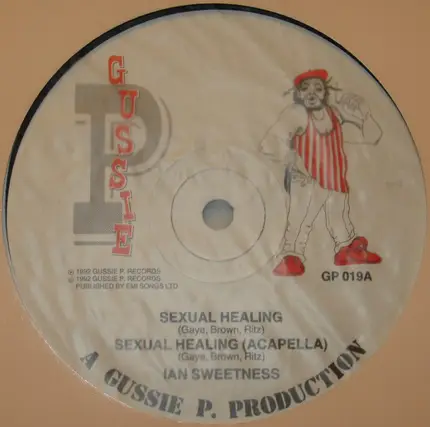 GUSSIE
P
GP 019A
℗ 1992 GUSSIE P. RECORDS
© 1992 GUSSIE P. RECORDS
PUBLISHED BY EMI SONGS LTD
SEXUAL HEALING
(Gaye, Brown, Ritz)
SEXUAL HEALING (ACAPELLA)
(Gaye, Brown, Ritz)
IAN SWEETNESS
A GUSSIE P. PRODUCTION